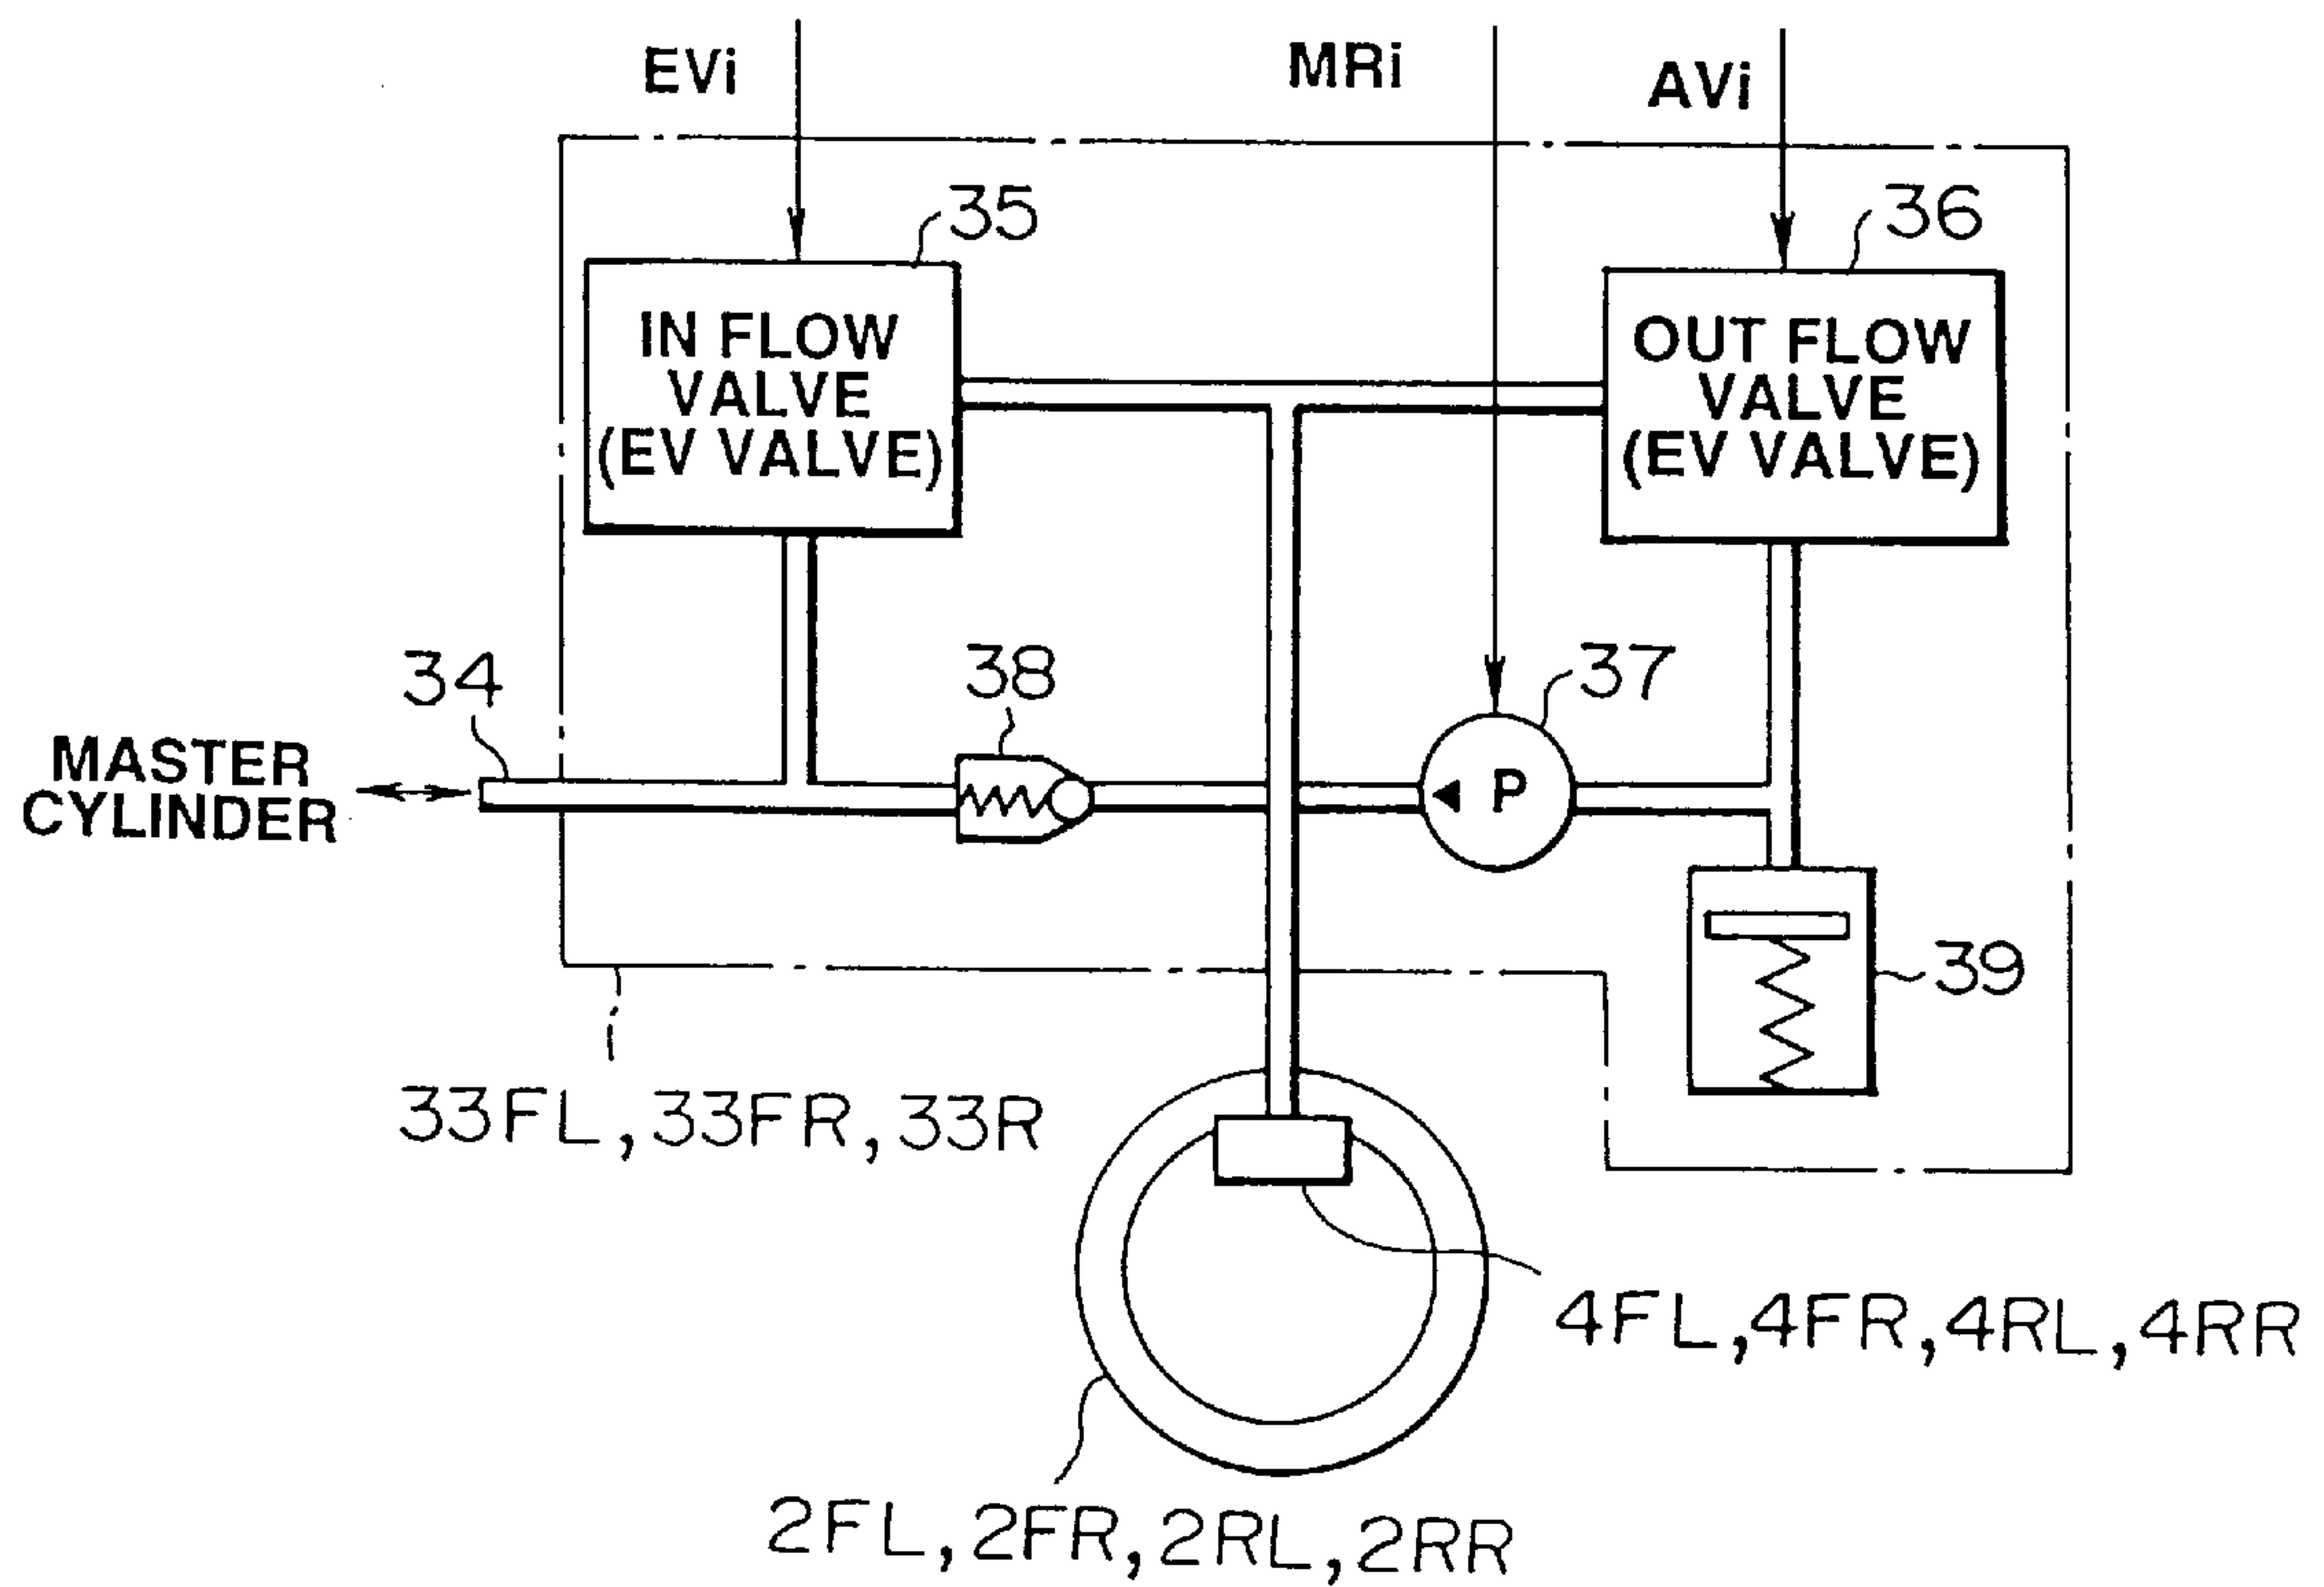 EVi
MRi
AVi
35
36
IN FLOW
VALVE
(EV VALVE)
OUT FLOW
VALVE
(EV VALVE)
34
38
37
MASTER
CYLINDER
P
39
33FL, 33FR, 33R
4FL, 4FR, 4RL, 4RR
2FL, 2FR, 2RL, 2RR